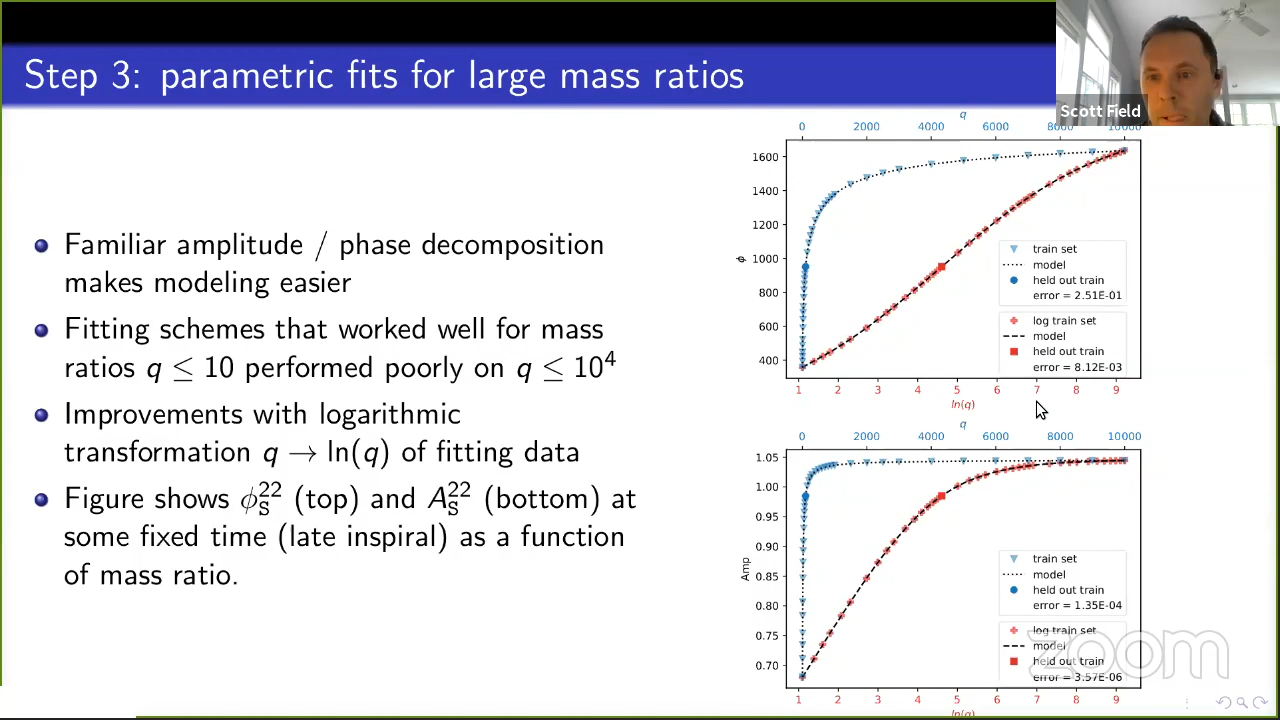 Step 3: parametric fits for large mass ratios
Scott Field
Familiar amplitude / phase decomposition
makes modeling easier
Fitting schemes that worked well for mass
ratios q ≤ 10 performed poorly on q ≤ 10⁴
Improvements with logarithmic
transformation q → ln(q) of fitting data
Figure shows ϕ_S^22 (top) and A_S^22 (bottom) at
some fixed time (late inspiral) as a function
of mass ratio.
q
0 2000 4000 6000 8000 10000
1600
1400
1200
1000
800
600
400
ϕ
train set
model
held out train
error = 2.51E-01
log train set
model
held out train
error = 8.12E-03
1 2 3 4 5 6 7 8 9
ln(q)
q
0 2000 4000 6000 8000 10000
1.05
1.00
0.95
0.90
0.85
0.80
0.75
0.70
Amp
train set
model
held out train
error = 1.35E-04
log train set
model
held out train
error = 3.57E-06
1 2 3 4 5 6 7 8 9
ln(q)
zoom